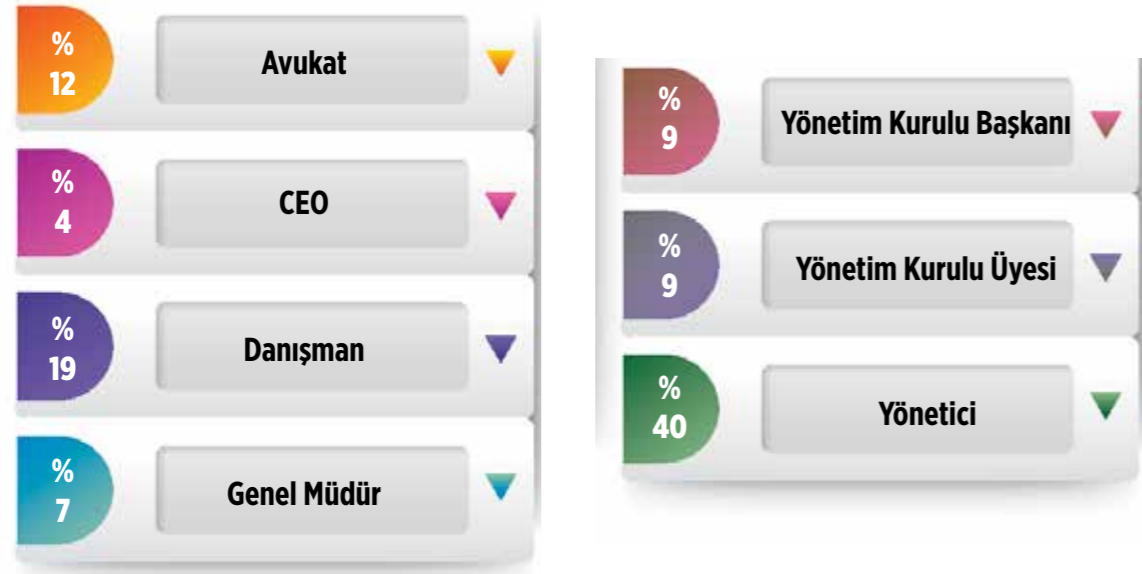 %
12
Avukat
%
4
CEO
%
19
Danışman
%
7
Genel Müdür
%
9
Yönetim Kurulu Başkanı
%
9
Yönetim Kurulu Üyesi
%
40
Yönetici